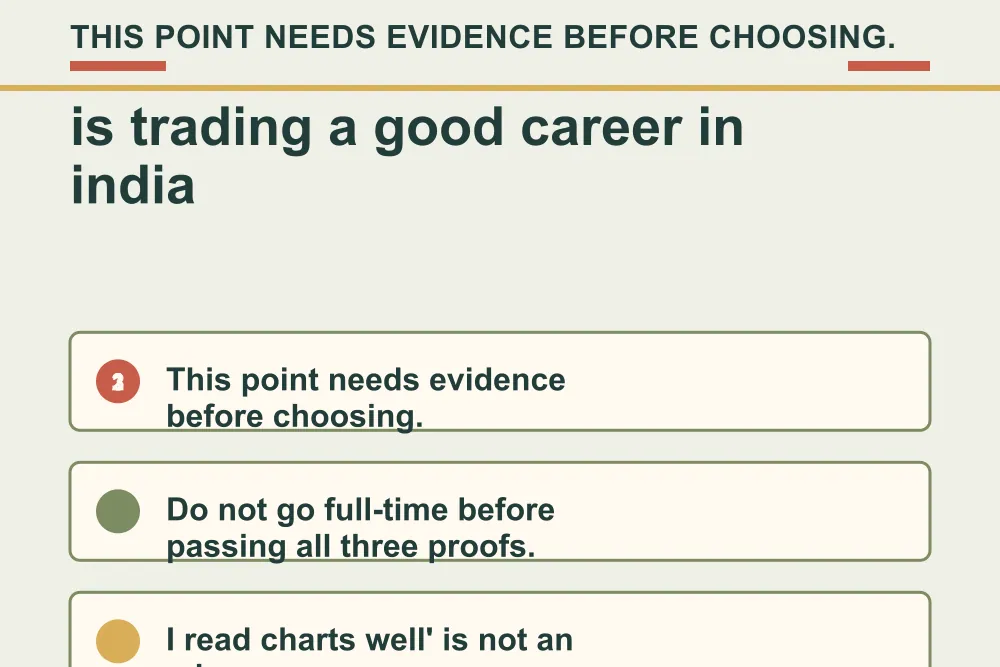 THIS POINT NEEDS EVIDENCE BEFORE CHOOSING.
is trading a good career in
india
This point needs evidence
before choosing.
Do not go full-time before
passing all three proofs.
I read charts well' is not an